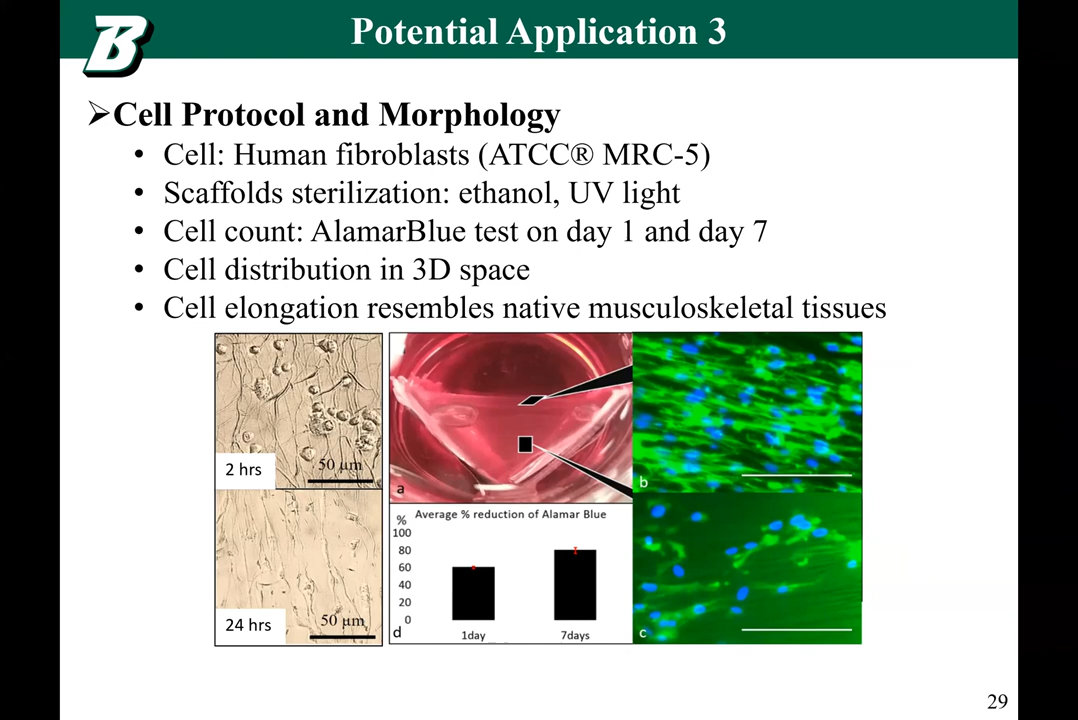 B
Potential Application 3
➢Cell Protocol and Morphology
• Cell: Human fibroblasts (ATCC® MRC-5)
• Scaffolds sterilization: ethanol, UV light
• Cell count: AlamarBlue test on day 1 and day 7
• Cell distribution in 3D space
• Cell elongation resembles native musculoskeletal tissues
2 hrs
50 µm
24 hrs
50 µm
a
b
Average % reduction of Alamar Blue
%
100
80
60
40
20
0
1day
7days
d
c
29